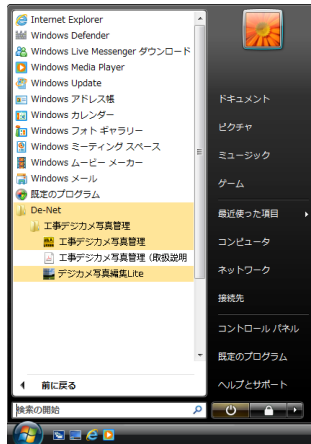 Internet Explorer
Windows Defender
Windows Live Messenger ダウンロード
Windows Media Player
Windows Update
Windows アドレス帳
Windows カレンダー
Windows フォト ギャラリー
Windows ミーティング スペース
Windows ムービー メーカー
Windows メール
既定のプログラム
De-Net
工事デジカメ写真管理
工事デジカメ写真管理
工事デジカメ写真管理（取扱説明
デジカメ写真編集Lite
前に戻る
検索の開始
ドキュメント
ピクチャ
ミュージック
ゲーム
最近使った項目
コンピュータ
ネットワーク
接続先
コントロール パネル
既定のプログラム
ヘルプとサポート